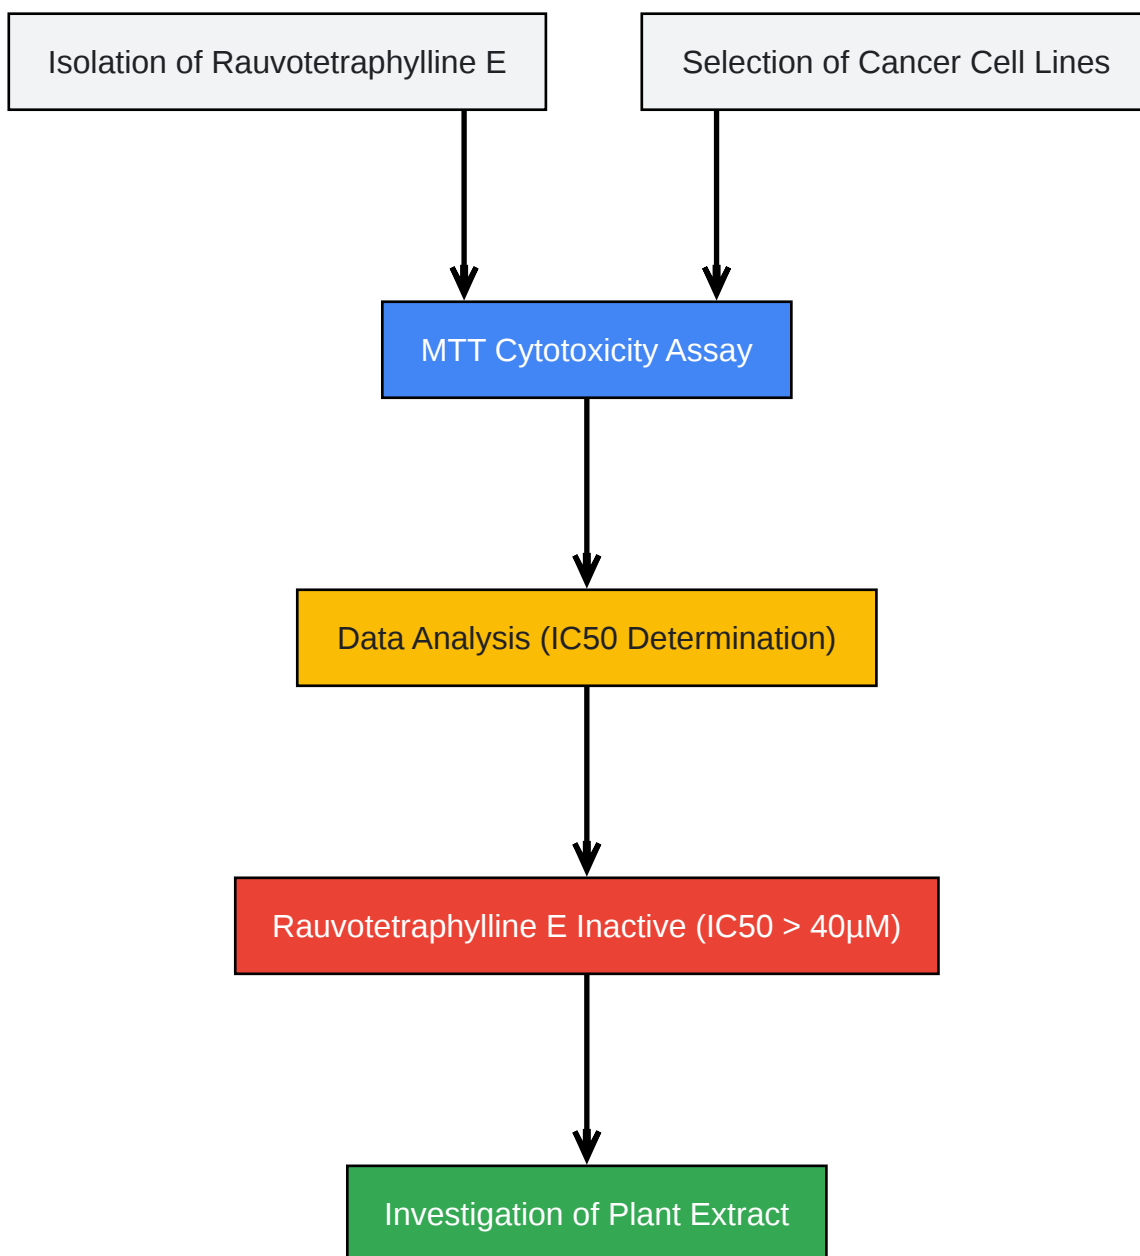 Isolation of Rauvotetraphylline E
Selection of Cancer Cell Lines
MTT Cytotoxicity Assay
Data Analysis (IC50 Determination)
Rauvotetraphylline E Inactive (IC50 > 40µM)
Investigation of Plant Extract